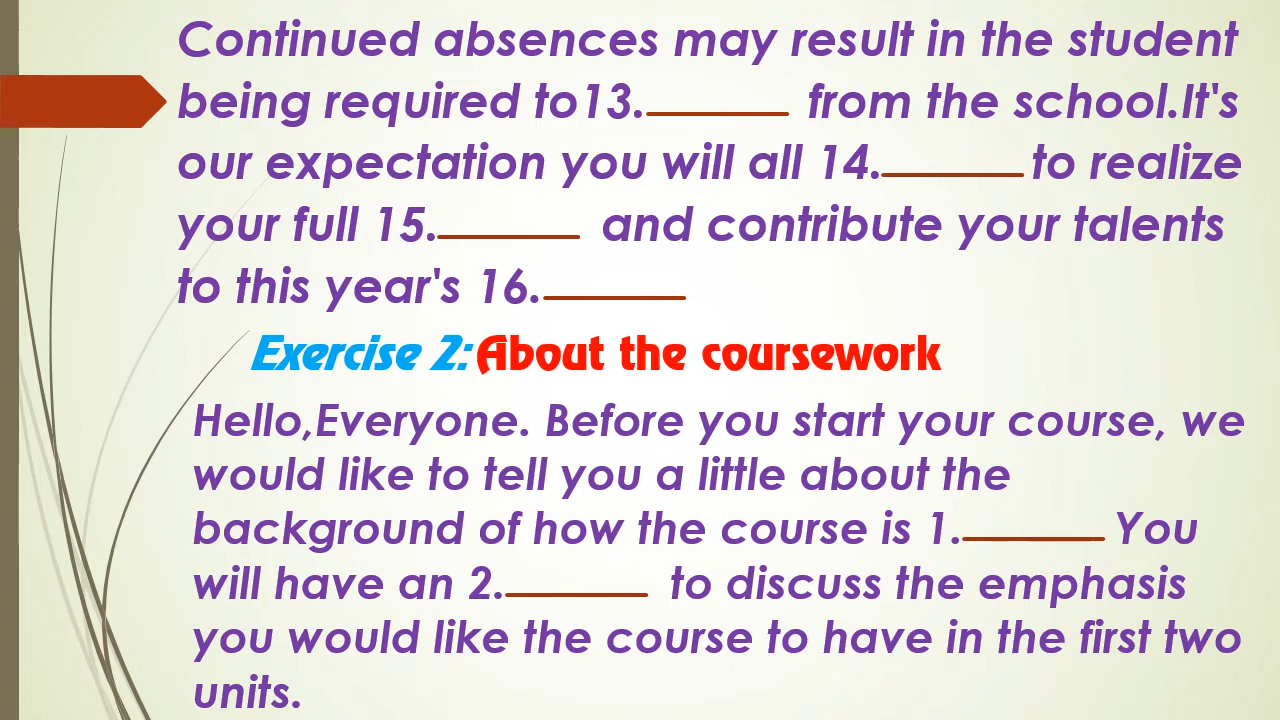 Continued absences may result in the student
being required to13.______ from the school.It's
our expectation you will all 14.______ to realize
your full 15.______ and contribute your talents
to this year's 16.______
Exercise 2:About the coursework
Hello,Everyone. Before you start your course, we
would like to tell you a little about the
background of how the course is 1.______ You
will have an 2.______ to discuss the emphasis
you would like the course to have in the first two
units.